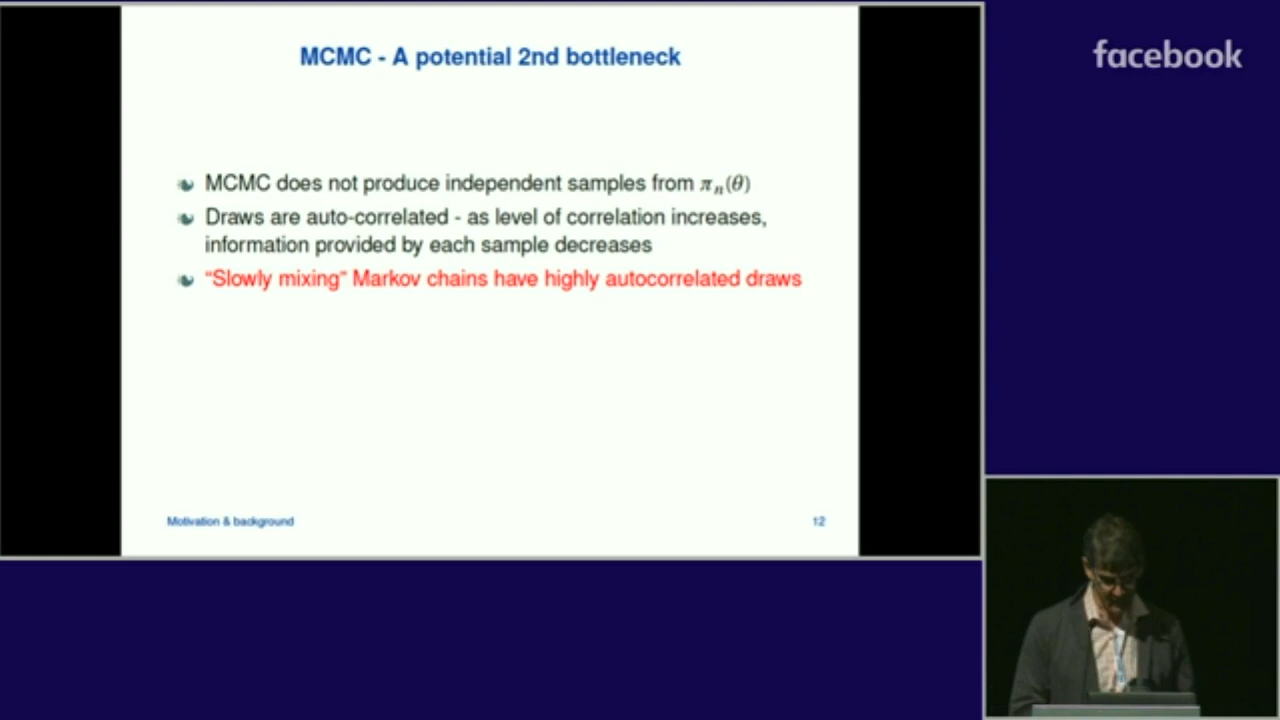 MCMC - A potential 2nd bottleneck
facebook
MCMC does not produce independent samples from πₙ(θ)
Draws are auto-correlated - as level of correlation increases,
information provided by each sample decreases
“Slowly mixing“ Markov chains have highly autocorrelated draws
Motivation & background
12